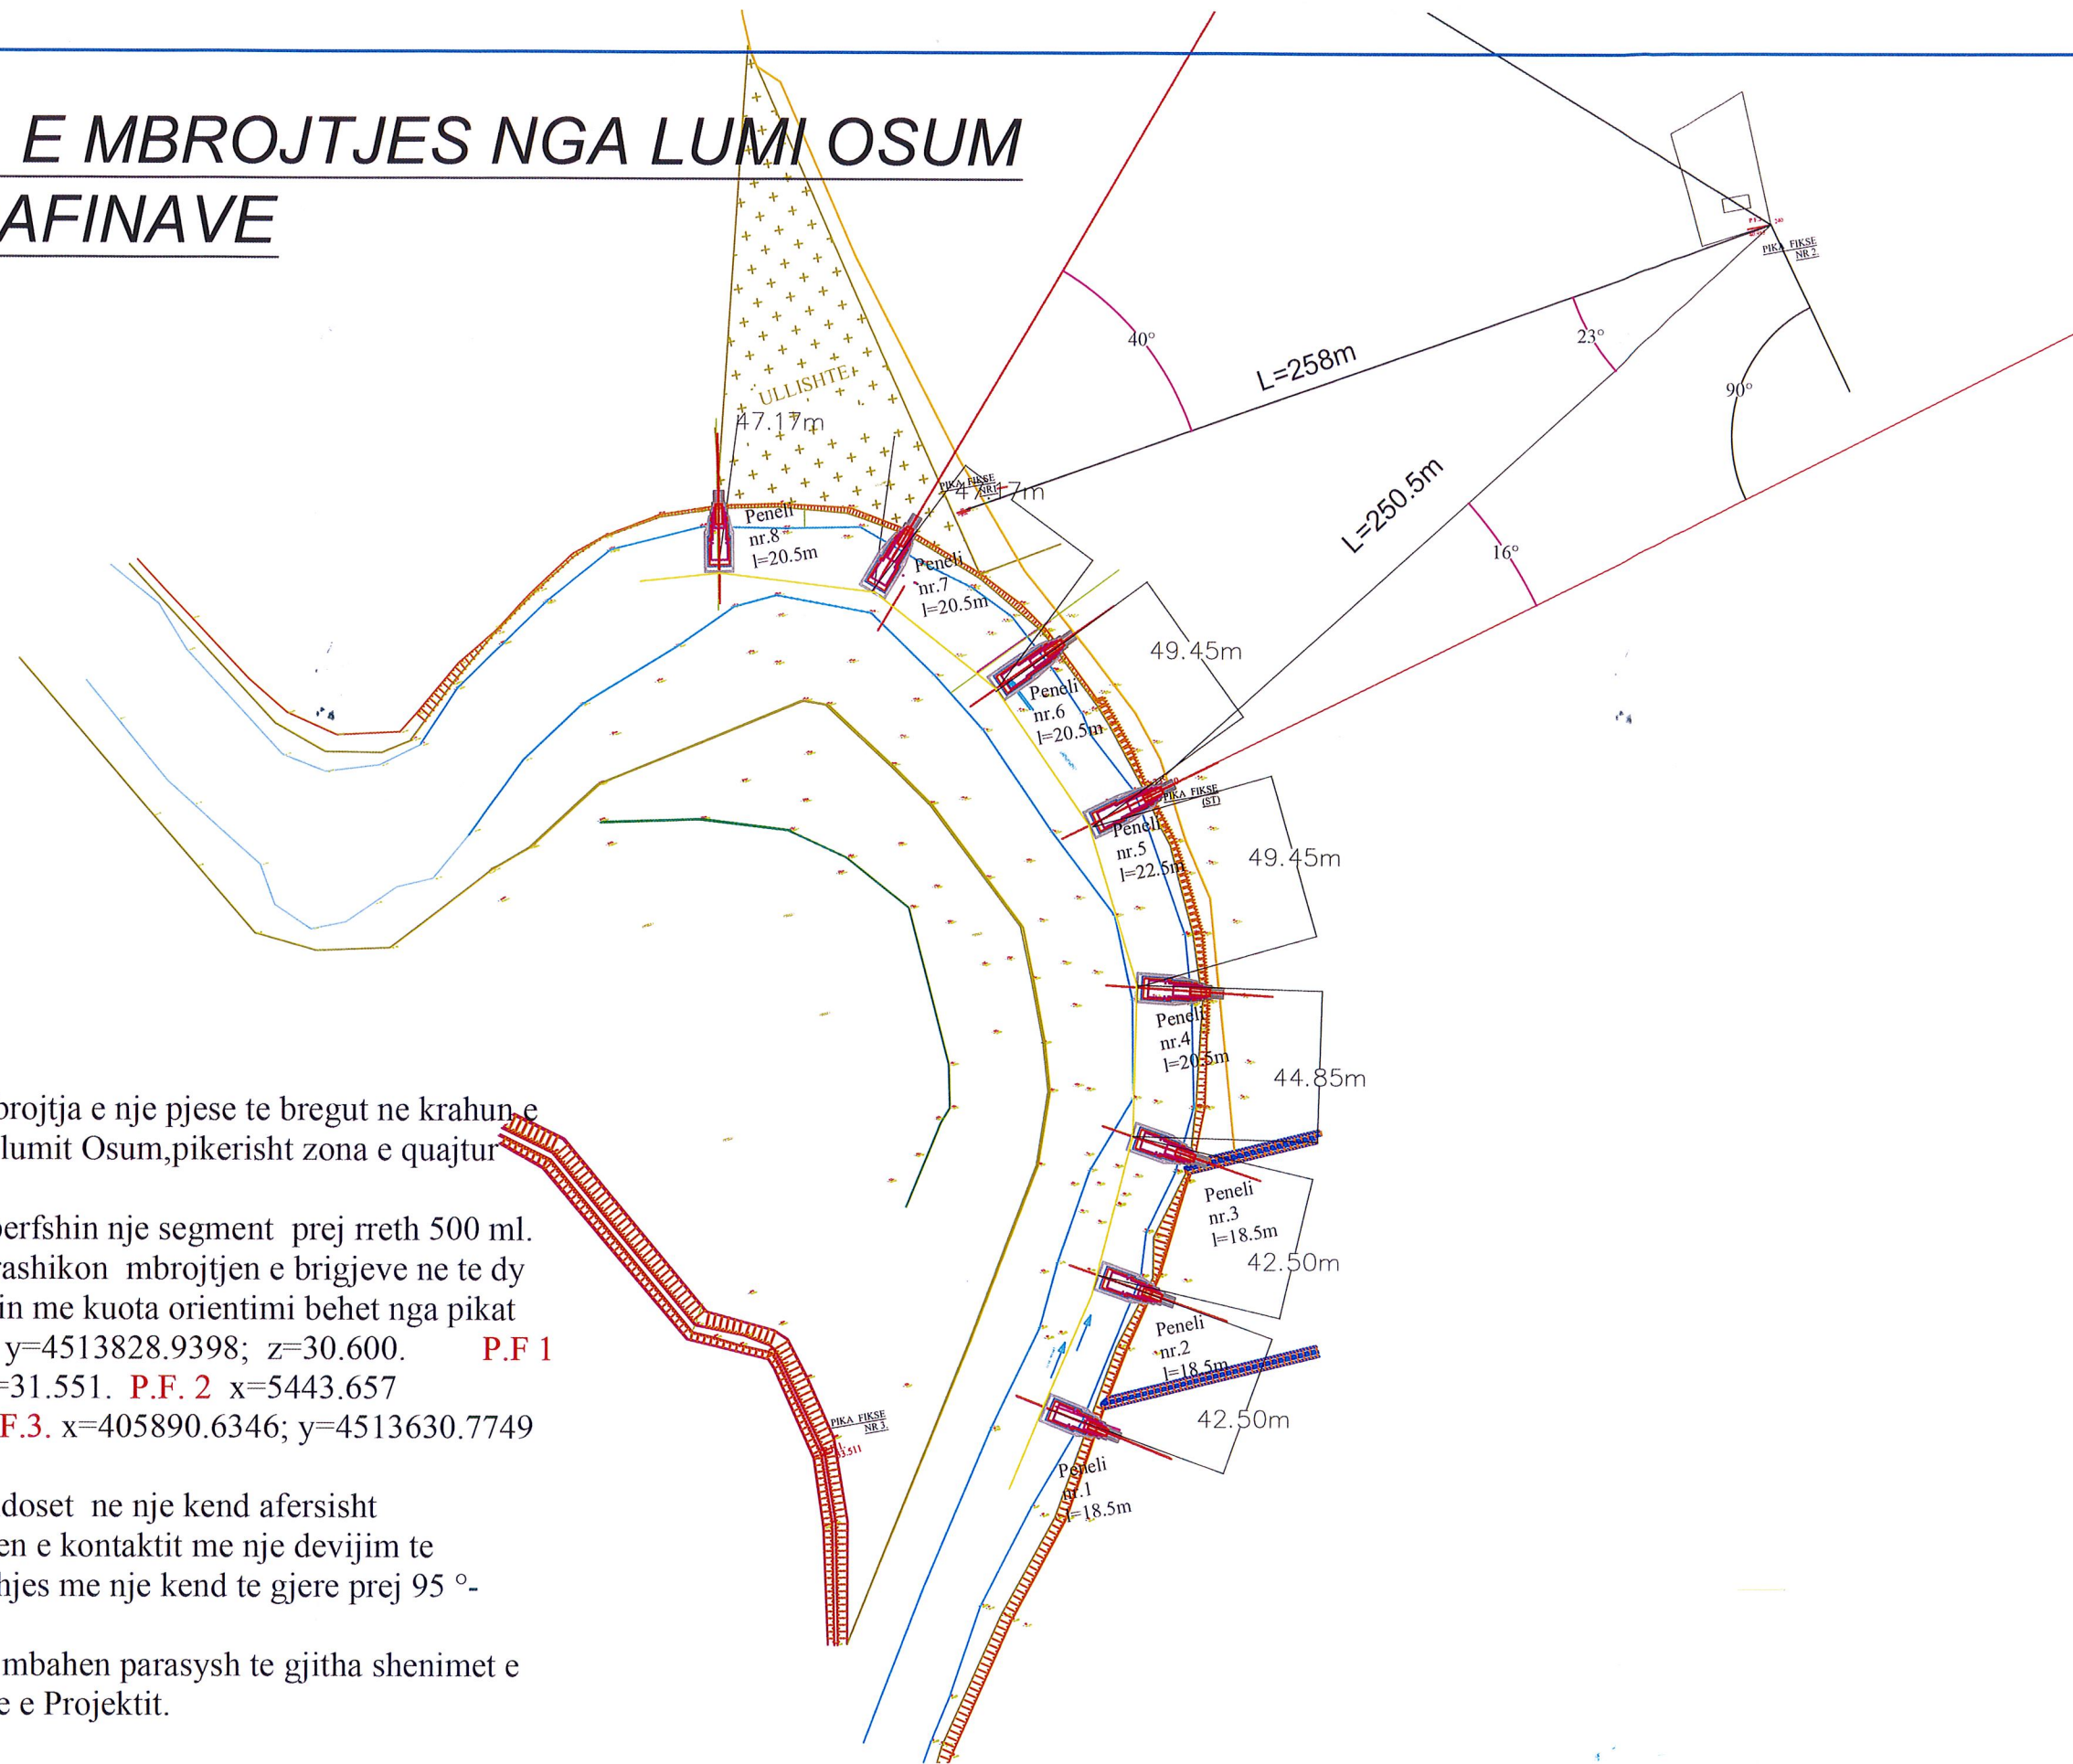 E MBROJTJES NGA LUMI OSUM
AFINAVE
PIKA FIKSE
NR 2.
40°
23°
L=258m
90°
ULLISHTE
47.17m
L=250.5m
PIKA FIKSE
NR1
47.17m
Peneli
nr.8
l=20.5m
16°
Peneli
nr.7
l=20.5m
49.45m
Peneli
nr.6
l=20.5m
PIKA FIKSE
(ST)
Peneli
nr.5
l=22.5m
49.45m
Peneli
nr.4
l=20.5m
44.85m
Peneli
nr.3
l=18.5m
42.50m
Peneli
nr.2
l=18.5m
42.50m
Peneli
nr.1
l=18.5m
PIKA FIKSE
NR 3.
brojtja e nje pjese te bregut ne krahun e
lumit Osum,pikerisht zona e quajtur
perfshin nje segment prej rreth 500 ml.
rashikon mbrojtjen e brigjeve ne te dy
in me kuota orientimi behet nga pikat
y=4513828.9398; z=30.600. P.F 1
=31.551. P.F. 2 x=5443.657
F.3. x=405890.6346; y=4513630.7749
doset ne nje kend afersisht
en e kontaktit me nje devijim te
hjes me nje kend te gjere prej 95 °-
mbahen parasysh te gjitha shenimet e
e e Projektit.